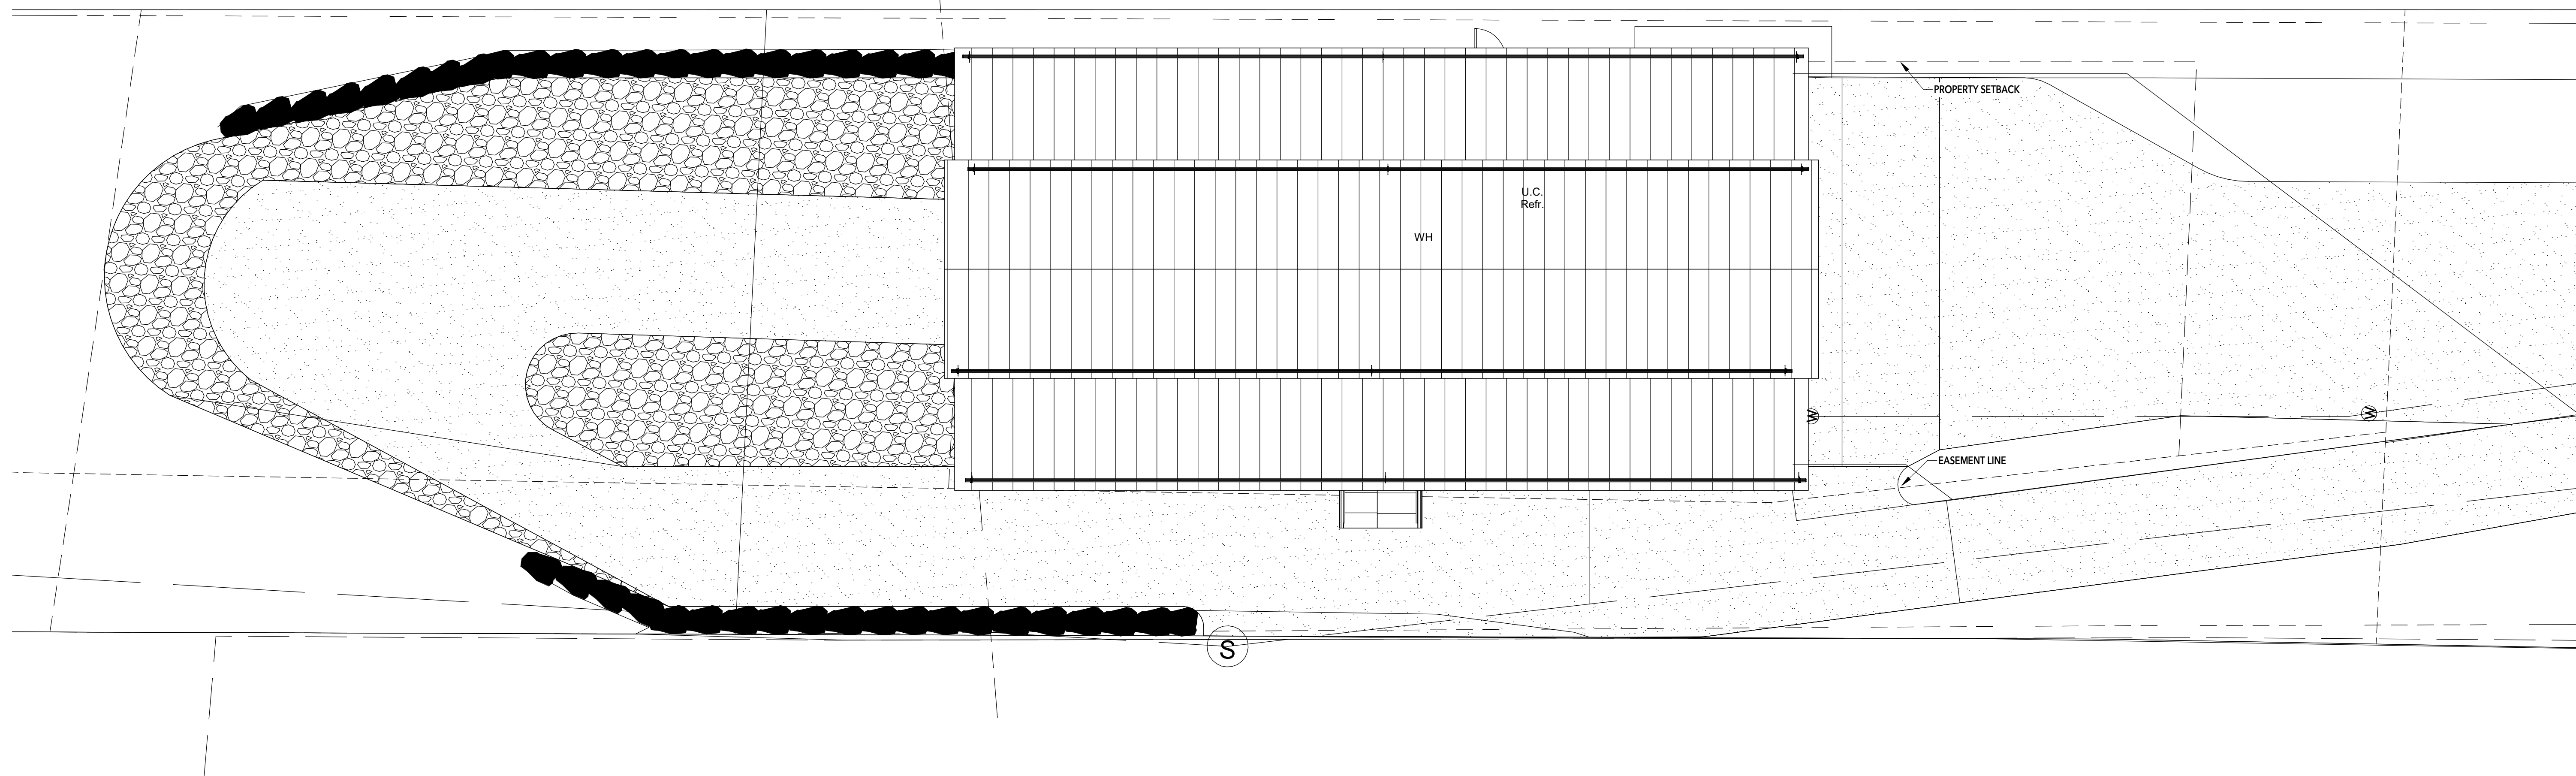 PROPERTY SETBACK
U.C.
Refr.
WH
W
W
EASEMENT LINE
S